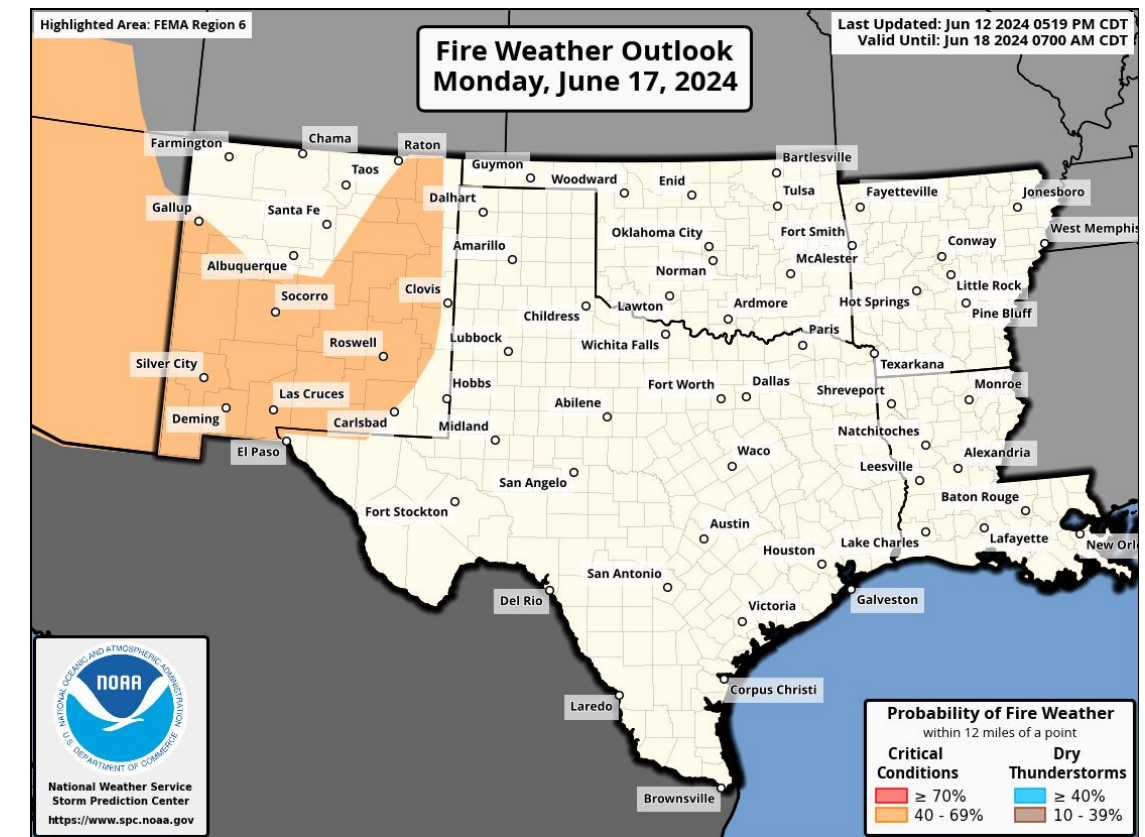 Highlighted Area: FEMA Region 6
Last Updated: Jun 12 2024 0519 PM CDT
Valid Until: Jun 18 2024 0700 AM CDT
Fire Weather Outlook
Monday, June 17, 2024
Farmington
Chama
Raton
Taos
Guymon
Woodward
Enid
Bartlesville
Tulsa
Fayetteville
Jonesboro
Gallup
Santa Fe
Dalhart
Oklahoma City
Fort Smith
West Memphis
Albuquerque
Amarillo
Norman
McAlester
Conway
Socorro
Clovis
Childress
Lawton
Ardmore
Hot Springs
Little Rock
Pine Bluff
Roswell
Lubbock
Wichita Falls
Paris
Texarkana
Silver City
Las Cruces
Hobbs
Fort Worth
Dallas
Shreveport
Monroe
Deming
Carlsbad
Midland
Abilene
Natchitoches
El Paso
San Angelo
Waco
Leesville
Alexandria
Fort Stockton
Austin
Baton Rouge
Houston
Lake Charles
Lafayette
New Orl
Del Rio
San Antonio
Victoria
Galveston
Laredo
Corpus Christi
Brownsville
NATIONAL OCEANIC AND ATMOSPHERIC ADMINISTRATION
NOAA
U.S. DEPARTMENT OF COMMERCE
National Weather Service
Storm Prediction Center
https://www.spc.noaa.gov
Probability of Fire Weather
within 12 miles of a point
Critical Conditions
≥ 70%
40 - 69%
Dry Thunderstorms
≥ 40%
10 - 39%